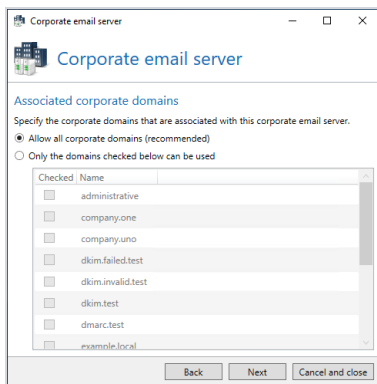 Corporate email server
Corporate email server
Associated corporate domains
Specify the corporate domains that are associated with this corporate email server.
Allow all corporate domains (recommended)
Only the domains checked below can be used
Checked Name
administrative
company.one
company.uno
dkim.failed.test
dkim.invalid.test
dkim.test
dmarc.test
example.local
Back Next Cancel and close